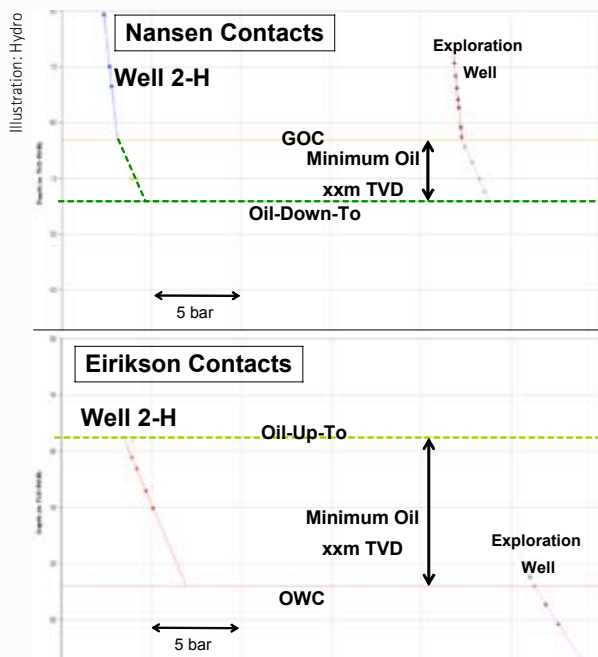 Illustration: Hydro
Nansen Contacts
Well 2-H
Exploration
Well
GOC
Minimum Oil
xxm TVD
Oil-Down-To
5 bar
Eirikson Contacts
Well 2-H
Oil-Up-To
Minimum Oil
xxm TVD
Exploration
Well
OWC
5 bar